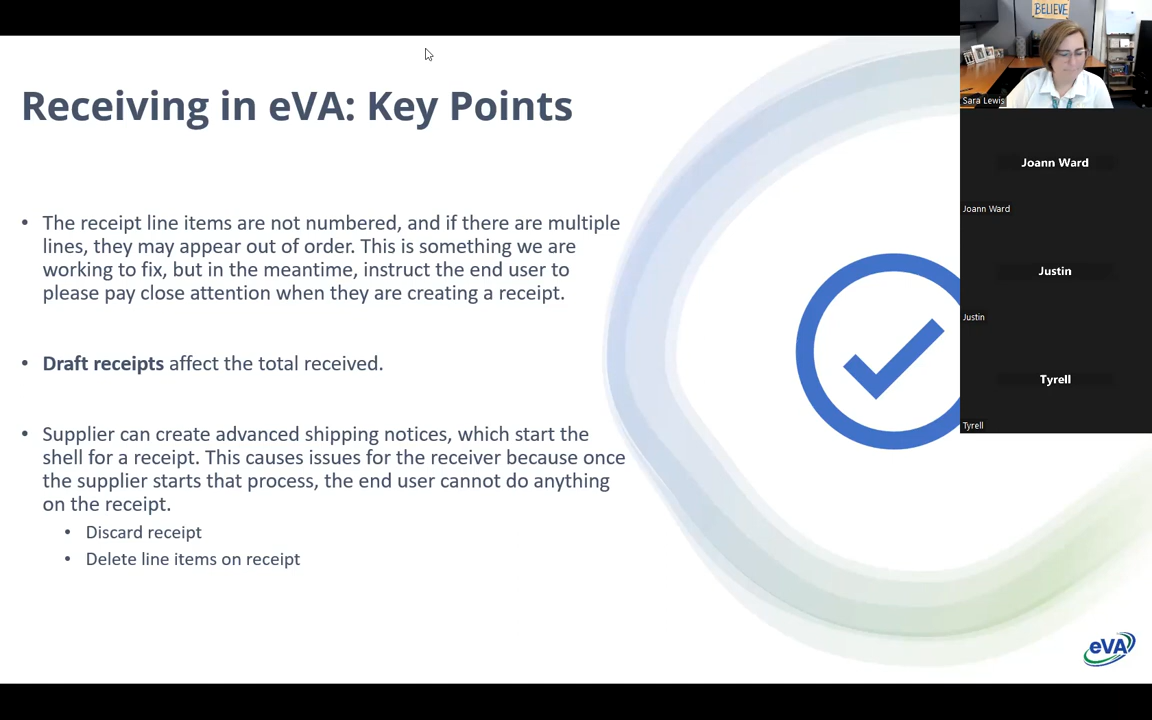 BELIEVE
Sara Lewis
Receiving in eVA: Key Points
• The receipt line items are not numbered, and if there are multiple
lines, they may appear out of order. This is something we are
working to fix, but in the meantime, instruct the end user to
please pay close attention when they are creating a receipt.
• Draft receipts affect the total received.
• Supplier can create advanced shipping notices, which start the
shell for a receipt. This causes issues for the receiver because once
the supplier starts that process, the end user cannot do anything
on the receipt.
• Discard receipt
• Delete line items on receipt
Joann Ward
Joann Ward
Justin
Justin
Tyrell
Tyrell
eVA